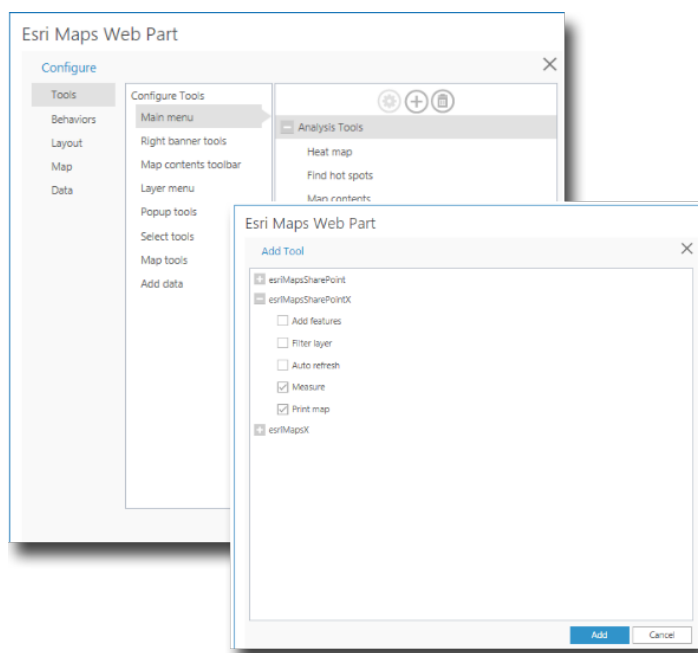 Esri Maps Web Part
Configure
Tools
Behaviors
Layout
Map
Data
Configure Tools
Main menu
Right banner tools
Map contents toolbar
Layer menu
Popup tools
Select tools
Map tools
Add data
Analysis Tools
Heat map
Find hot spots
Map contents
Esri Maps Web Part
Add Tool
esriMapsSharePoint
esriMapsSharePointX
Add features
Filter layer
Auto refresh
Measure
Print map
esriMapsX
Add
Cancel